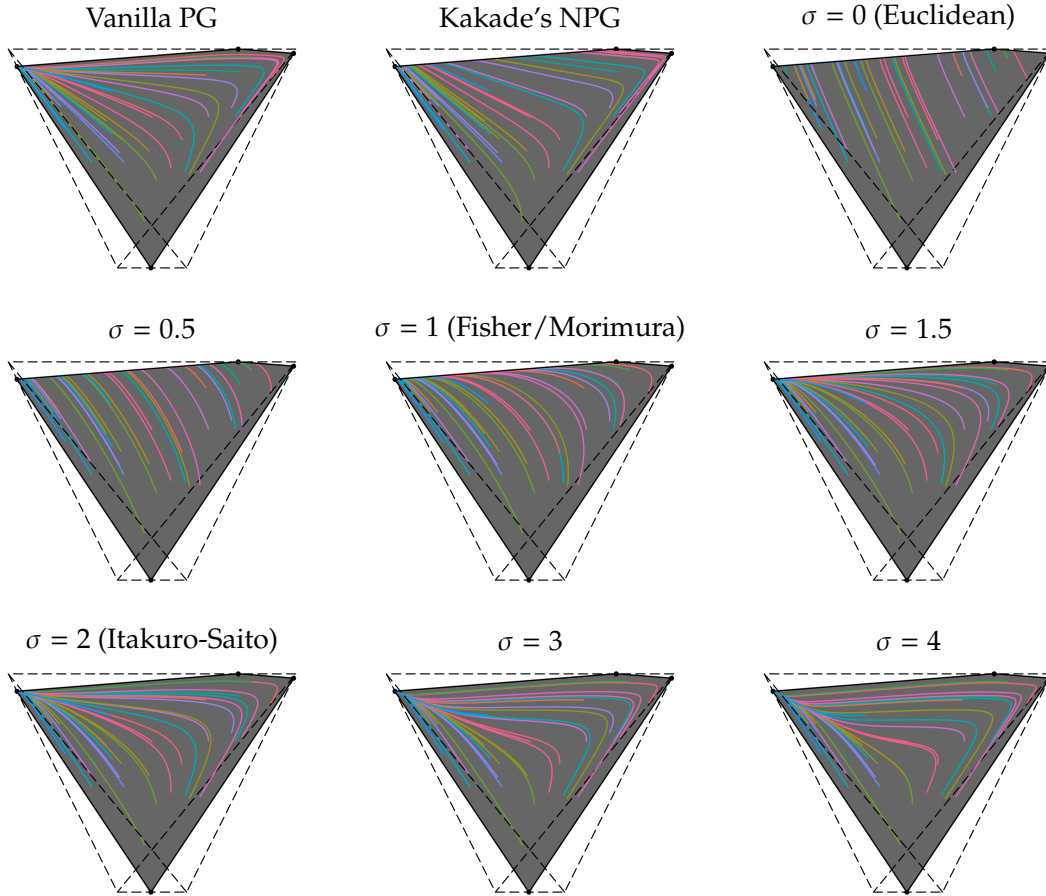 Vanilla PG
Kakade's NPG
σ = 0 (Euclidean)
σ = 0.5
σ = 1 (Fisher/Morimura)
σ = 1.5
σ = 2 (Itakuro-Saito)
σ = 3
σ = 4